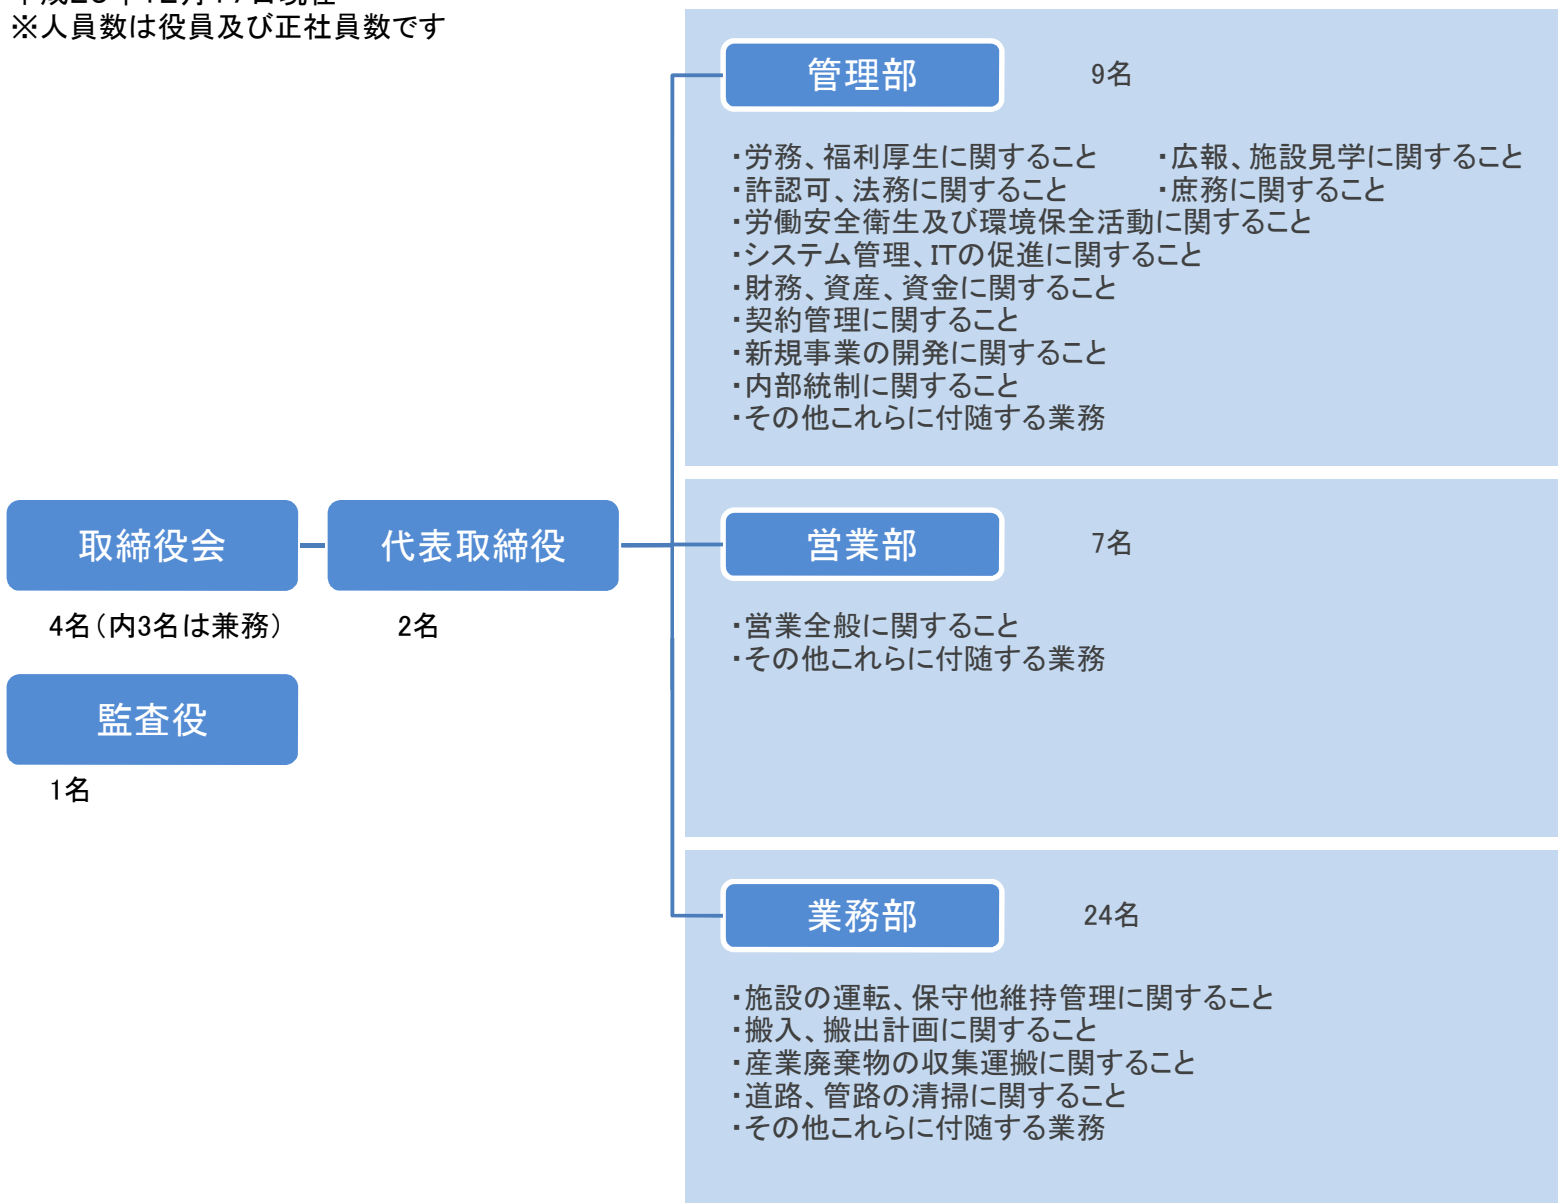 ※人員数は役員及び正社員数です
管理部
9名
・労務、福利厚生に関すること ・広報、施設見学に関すること
・許認可、法務に関すること ・庶務に関すること
・労働安全衛生及び環境保全活動に関すること
・システム管理、ITの促進に関すること
・財務、資産、資金に関すること
・契約管理に関すること
・新規事業の開発に関すること
・内部統制に関すること
・その他これらに付随する業務
取締役会
4名（内3名は兼務）
代表取締役
2名
監査役
1名
営業部
7名
・営業全般に関すること
・その他これらに付随する業務
業務部
24名
・施設の運転、保守他維持管理に関すること
・搬入、搬出計画に関すること
・産業廃棄物の収集運搬に関すること
・道路、管路の清掃に関すること
・その他これらに付随する業務